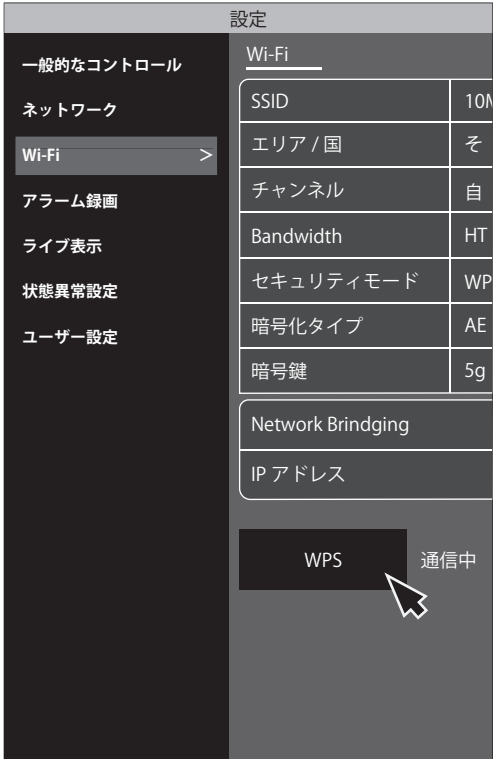 設定
一般的なコントロール
ネットワーク
Wi-Fi >
アラーム録画
ライブ表示
状態異常設定
ユーザー設定
Wi-Fi
SSID 10M
エリア / 国 そ
チャンネル 自
Bandwidth HT
セキュリティモード WP
暗号化タイプ AE
暗号鍵 5g
Network Brindging
IP アドレス
WPS 通信中